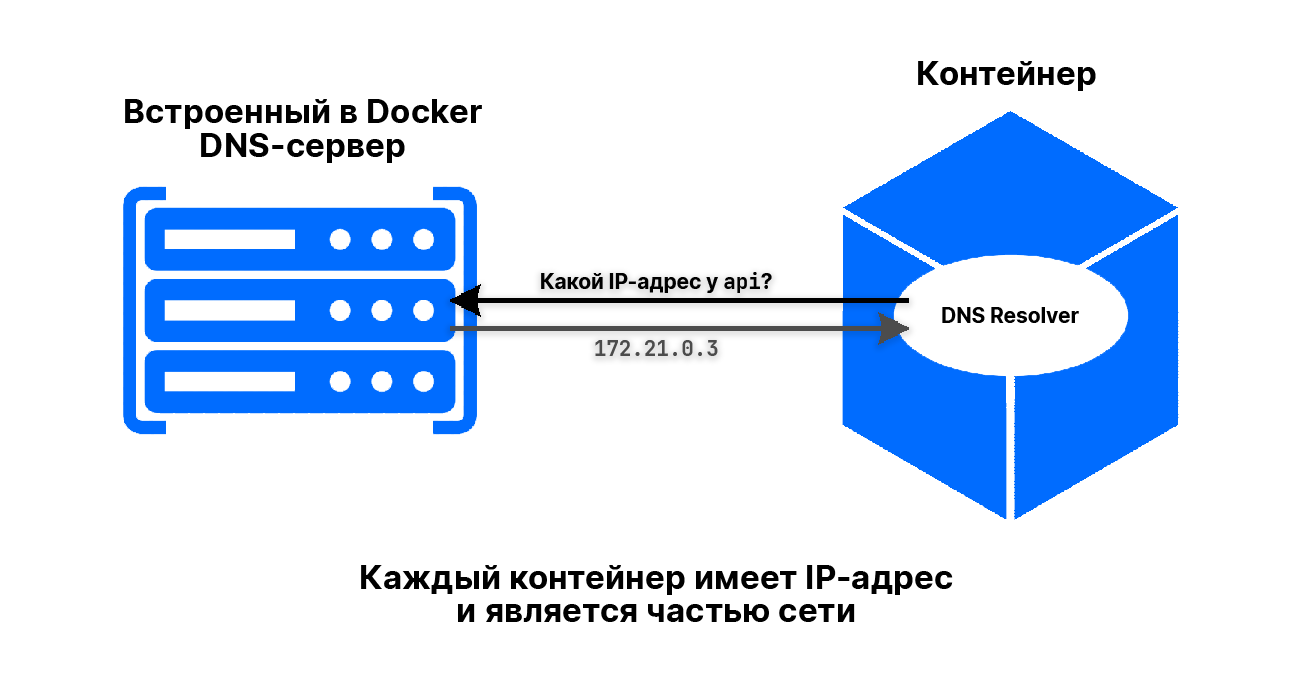 Контейнер
Встроенный в Docker
DNS-сервер
Какой IP-адрес у api?
DNS Resolver
172.21.0.3
Каждый контейнер имеет IP-адрес
и является частью сети